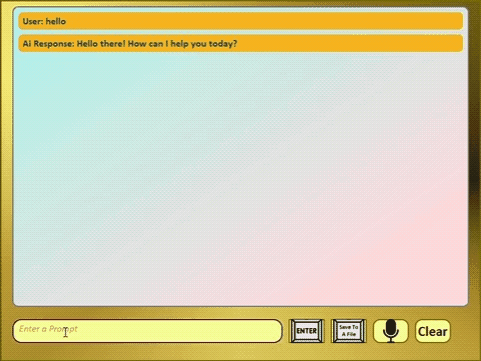 User: hello
Ai Response: Hello there! How can I help you today?
Enter a Prompt
ENTER
Save To
A File
Clear